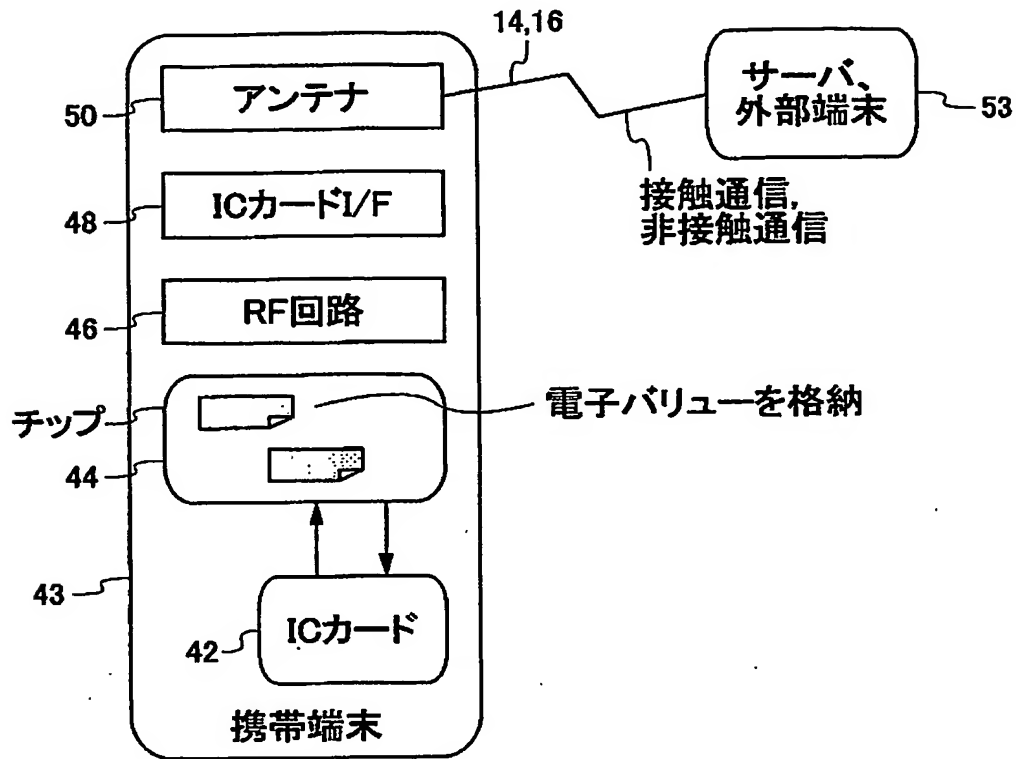 14,16
アンテナ
50
サーバ、
外部端末
53
接触通信,
非接触通信
ICカードI/F
48
RF回路
46
チップ
電子バリューを格納
44
43
ICカード
42
携帯端末